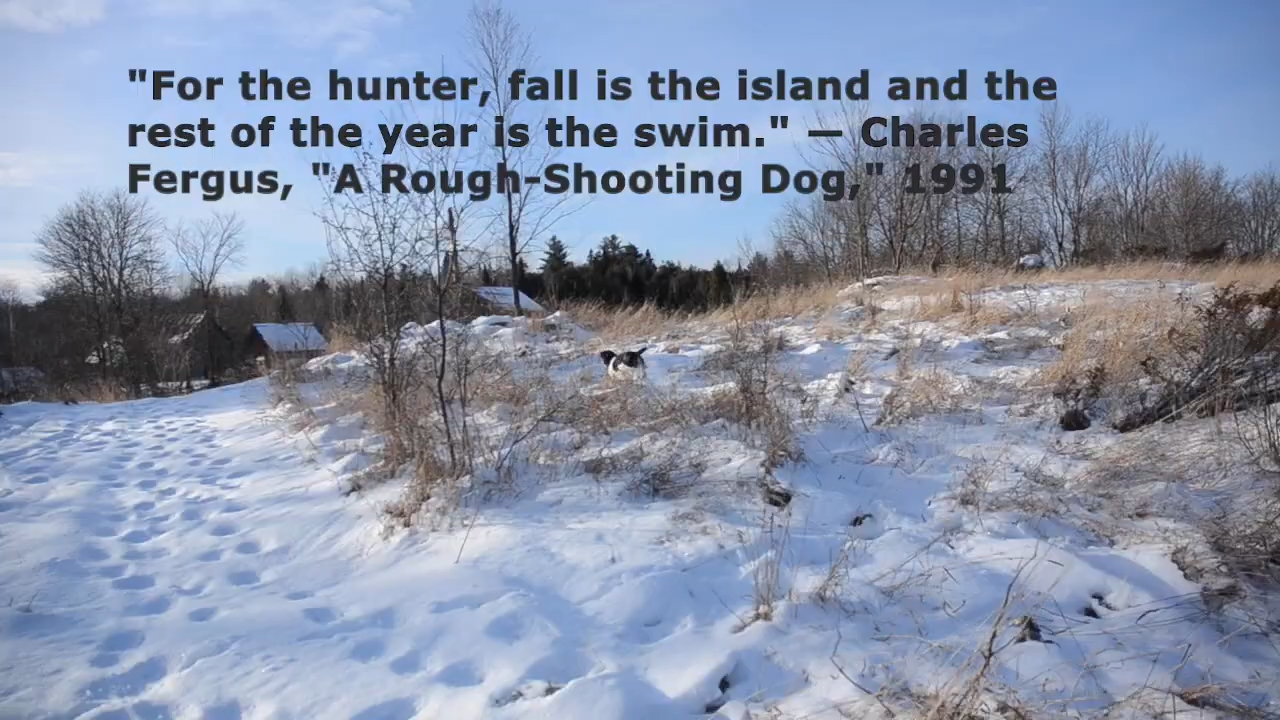 "For the hunter, fall is the island and the
rest of the year is the swim." — Charles
Fergus, "A Rough-Shooting Dog," 1991